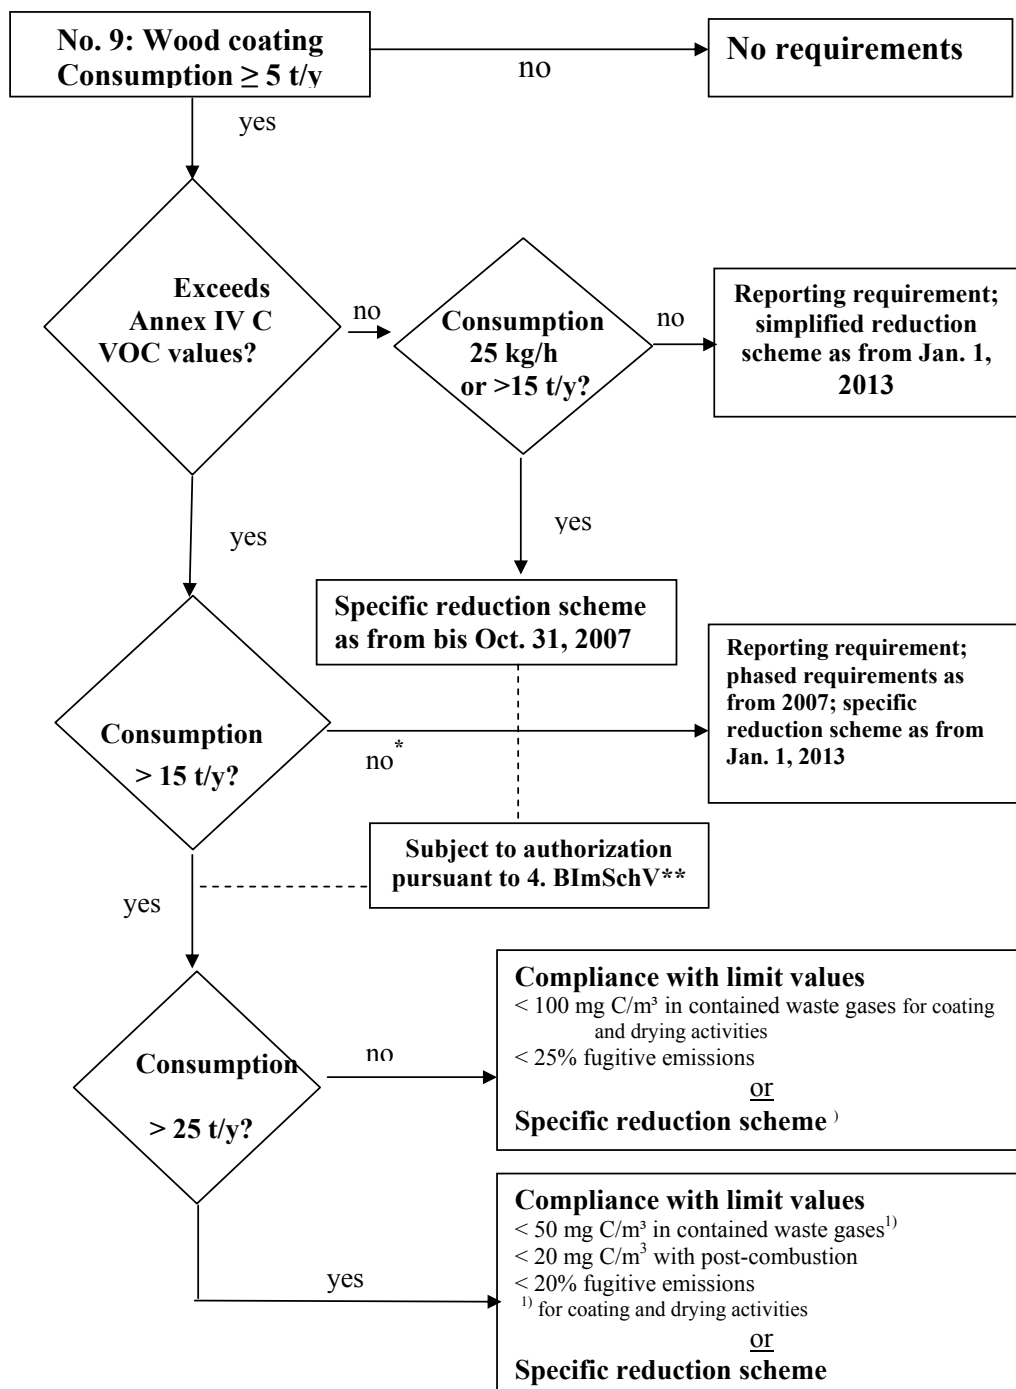 No. 9: Wood coating
Consumption ≥ 5 t/y
no
No requirements
yes
Exceeds
Annex IV C
VOC values?
no
Consumption
25 kg/h
or >15 t/y?
no
Reporting requirement;
simplified reduction
scheme as from Jan. 1,
2013
yes
yes
Specific reduction scheme
as from bis Oct. 31, 2007
Reporting requirement;
phased requirements as
from 2007; specific
reduction scheme as from
Jan. 1, 2013
Consumption
> 15 t/y?
no*
Subject to authorization
pursuant to 4. BImSchV**
yes
Consumption
> 25 t/y?
no
Compliance with limit values
< 100 mg C/m³ in contained waste gases for coating
and drying activities
< 25% fugitive emissions
or
Specific reduction scheme )
yes
Compliance with limit values
< 50 mg C/m³ in contained waste gases1)
< 20 mg C/m3 with post-combustion
< 20% fugitive emissions
1) for coating and drying activities
or
Specific reduction scheme